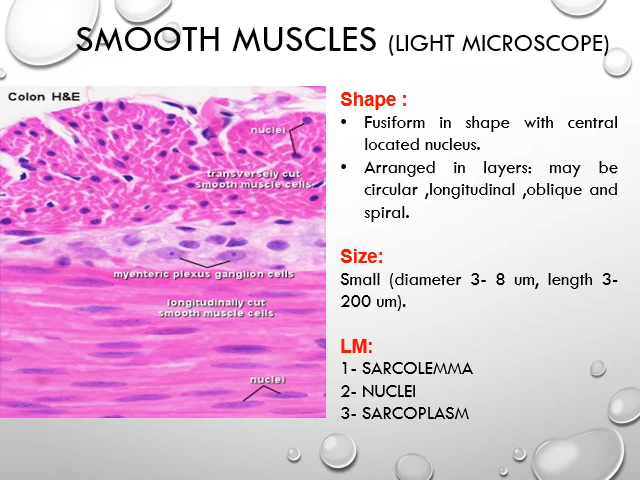 SMOOTH MUSCLES (LIGHT MICROSCOPE)
Colon H&E
nuclei
transversely cut
smooth muscle cells
myenteric plexus ganglion cells
longitudinally cut
smooth muscle cells
nuclei
Shape :
• Fusiform in shape with central
located nucleus.
• Arranged in layers: may be
circular ,longitudinal ,oblique and
spiral.
Size:
Small (diameter 3- 8 um, length 3-
200 um).
LM:
1- SARCOLEMMA
2- NUCLEI
3- SARCOPLASM